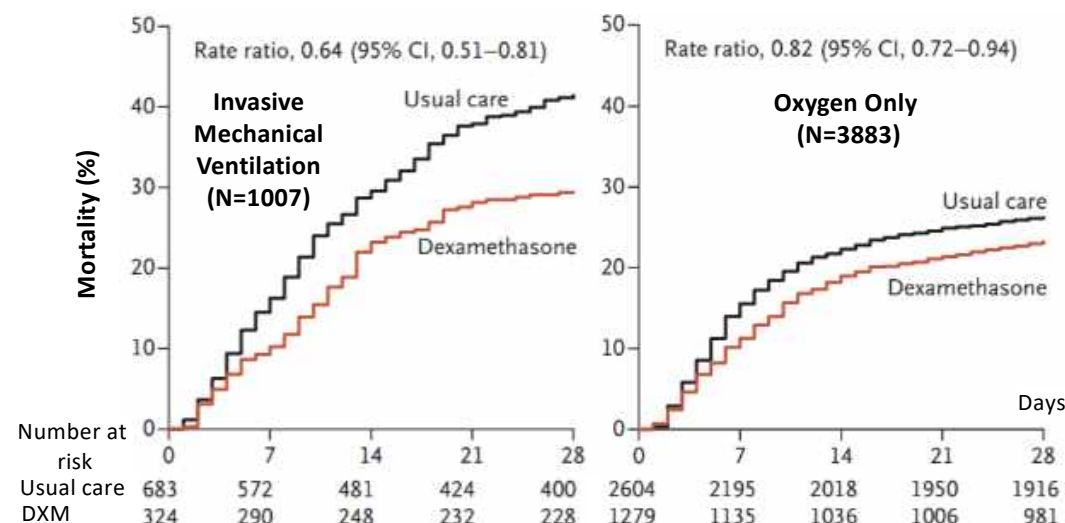 50
Rate ratio, 0.64 (95% CI, 0.51–0.81)
40
Invasive
Mechanical
Ventilation
(N=1007)
Usual care
30
Mortality (%)
Dexamethasone
20
10
0
0 7 14 21 28
50
Rate ratio, 0.82 (95% CI, 0.72–0.94)
40
Oxygen Only
(N=3883)
30
Usual care
20
Dexamethasone
10
Days
0
0 7 14 21 28
Number at
risk
Usual care 683 572 481 424 400 2604 2195 2018 1950 1916
DXM 324 290 248 232 228 1279 1135 1036 1006 981